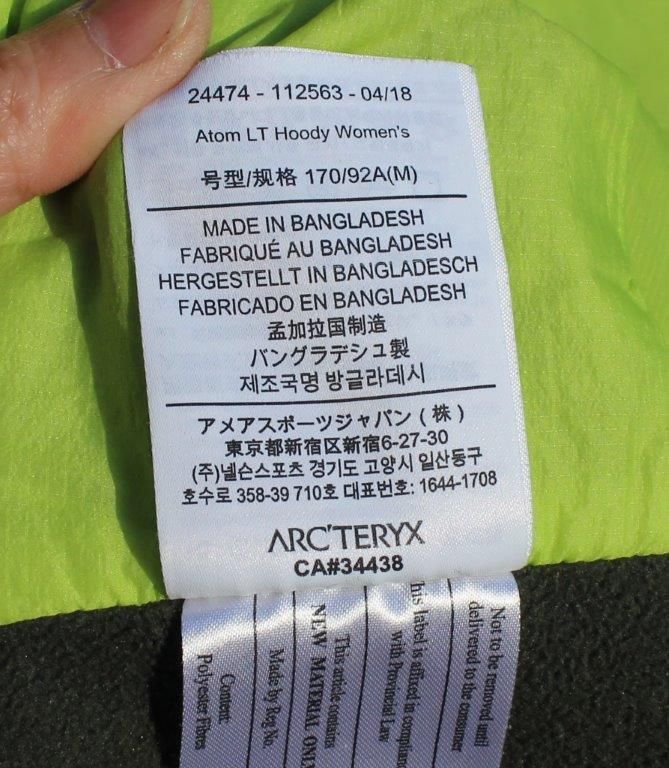 24474 - 112563 - 04/18
Atom LT Hoody Women's
号型/规格 170/92A(M)
MADE IN BANGLADESH
FABRIQUÉ AU BANGLADESH
HERGESTELLT IN BANGLADESCH
FABRICADO EN BANGLADESH
孟加拉国制造
バングラデシュ製
제조국명 방글라데시
アメアスポーツジャパン(株)
東京都新宿区新宿6-27-30
(주)넬슨스포츠 경기도 고양시 일산동구
호수로 358-39 710호 대표번호: 1644-1708
ARC'TERYX
CA#34438
Not to be removed until
delivered to the consumer
his label is affixed in complian
with Provincial Law
This article contains
NEW MATERIAL ONL
Made by Reg No.
Content:
Polyester Fibres